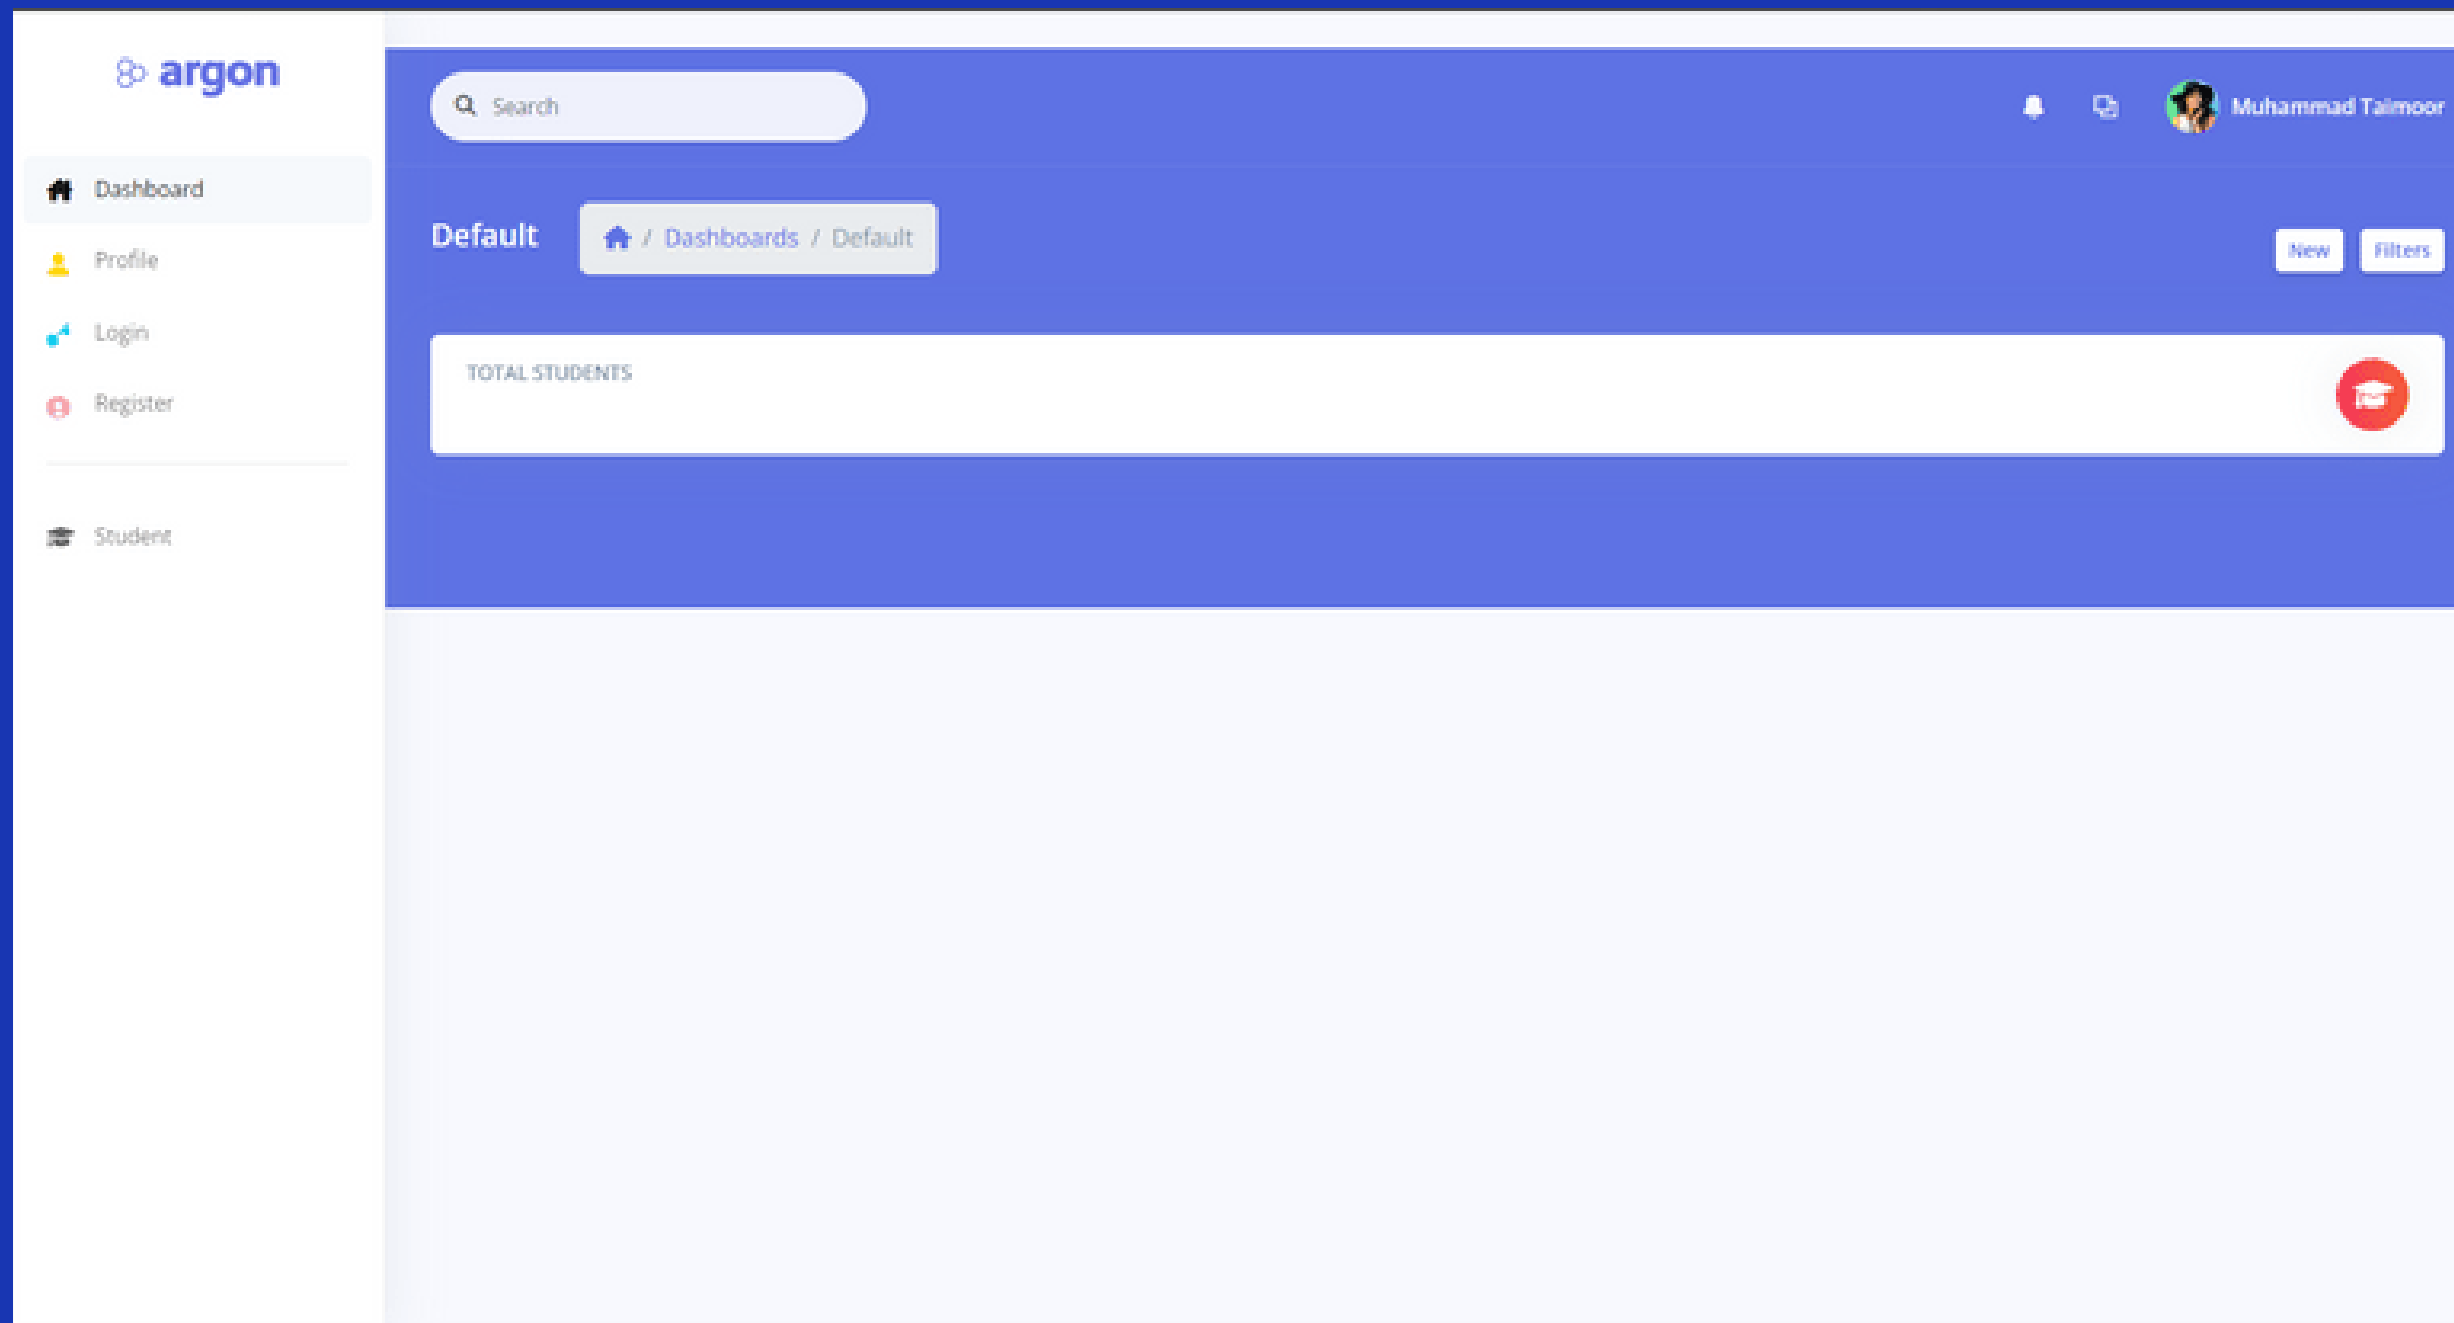 argon
Dashboard
Profile
Login
Register
Student
Search
Muhammad Taimoor
Default
/ Dashboards / Default
New
Filters
TOTAL STUDENTS